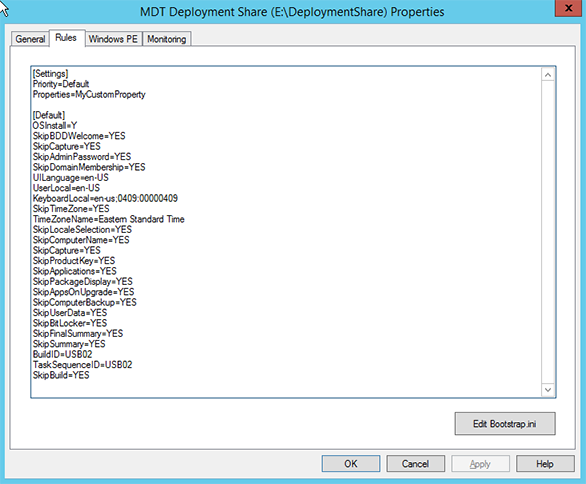 MDT Deployment Share (E:\DeploymentShare) Properties
x
General Rules Windows PE Monitoring
[Settings]
Priority=Default
Properties=MyCustomProperty
[Default]
OSInstall=Y
SkipBDDWelcome=YES
SkipCapture=YES
SkipAdminPassword=YES
SkipDomainMembership=YES
UILanguage=en-US
UserLocal=en-US
KeyboardLocal=en-us;0409:00000409
SkipTimeZone=YES
TimeZoneName=Eastern Standard Time
SkipLocaleSelection=YES
SkipComputerName=YES
SkipCapture=YES
SkipProductKey=YES
SkipApplications=YES
SkipPackageDisplay=YES
SkipAppsOnUpgrade=YES
SkipComputerBackup=YES
SkipUserData=YES
SkipBitLocker=YES
SkipFinalSummary=YES
SkipSummary=YES
BuildID=USB02
TaskSequenceID=USB02
SkipBuild=YES
Edit Bootstrap.ini
OK Cancel Apply Help